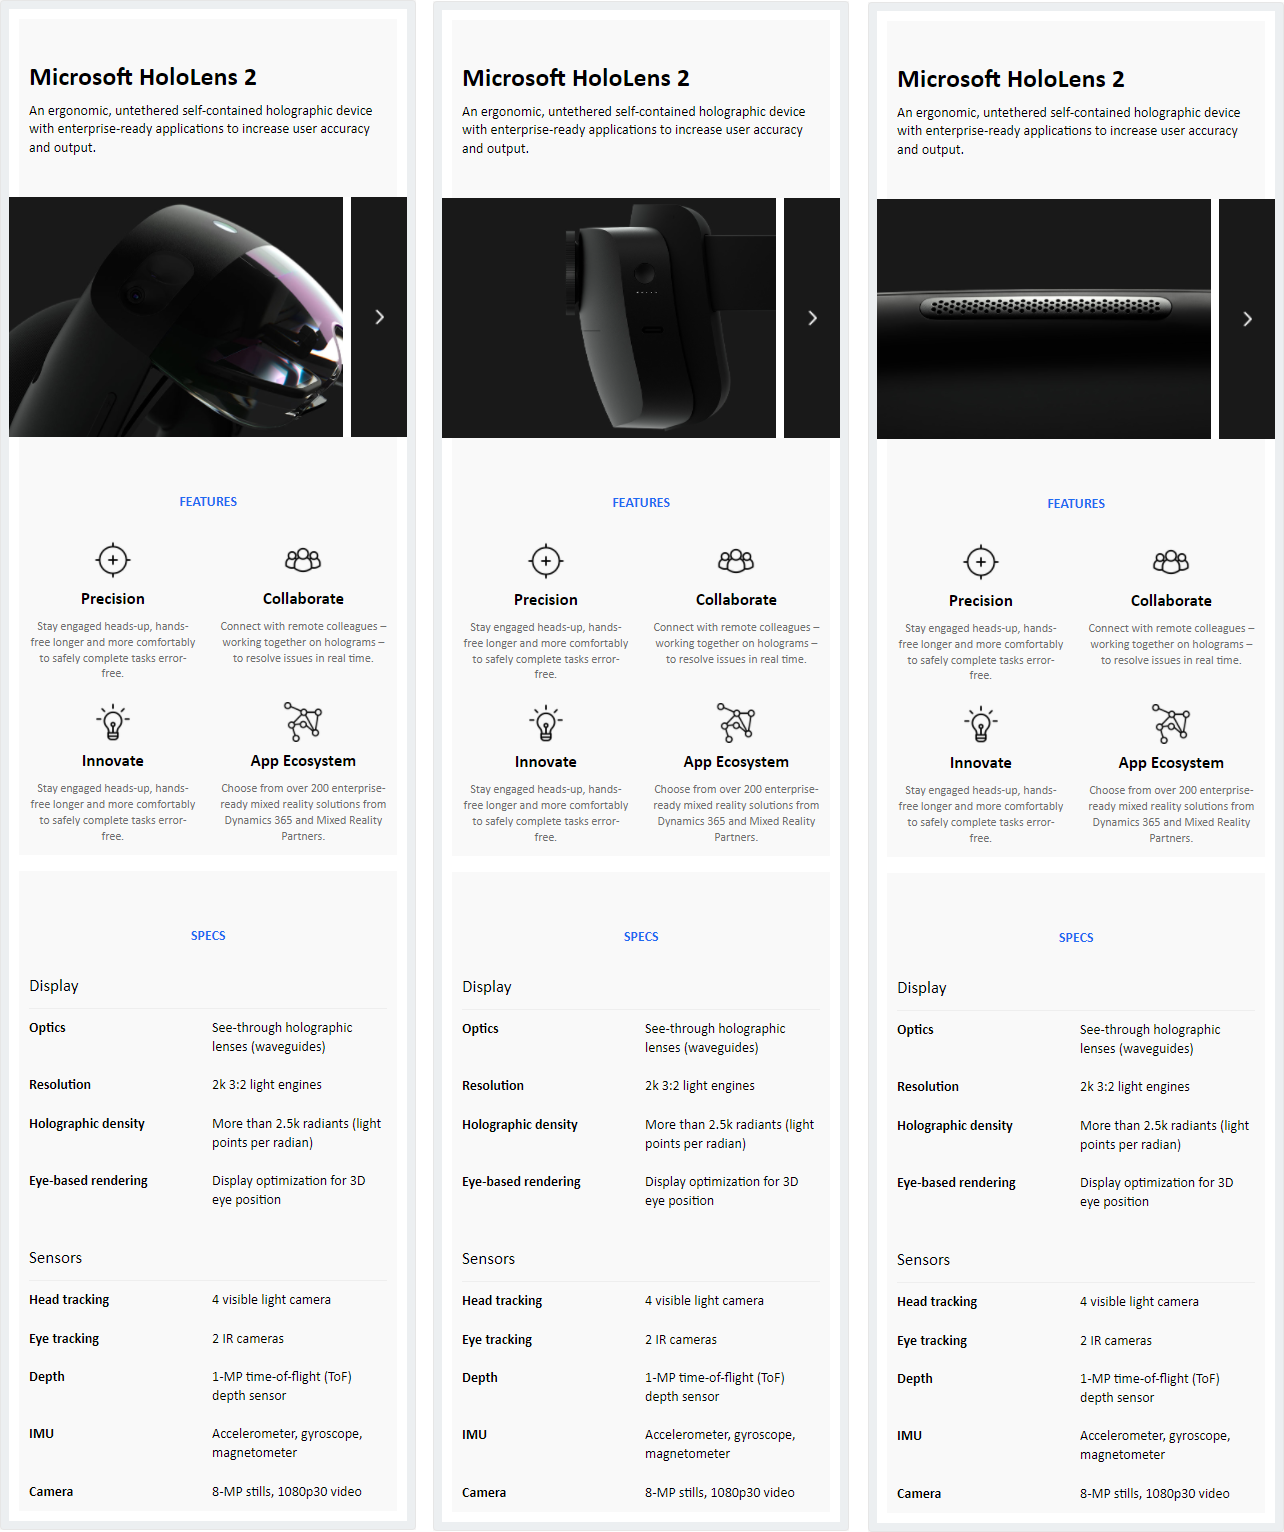 Microsoft HoloLens 2
An ergonomic, untethered self-contained holographic device
with enterprise-ready applications to increase user accuracy
and output.
FEATURES
Precision
Stay engaged heads-up, hands-
free longer and more comfortably
to safely complete tasks error-
free.
Collaborate
Connect with remote colleagues –
working together on holograms –
to resolve issues in real time.
Innovate
Stay engaged heads-up, hands-
free longer and more comfortably
to safely complete tasks error-
free.
App Ecosystem
Choose from over 200 enterprise-
ready mixed reality solutions from
Dynamics 365 and Mixed Reality
Partners.
SPECS
Display
Optics
See-through holographic
lenses (waveguides)
Resolution
2k 3:2 light engines
Holographic density
More than 2.5k radiants (light
points per radian)
Eye-based rendering
Display optimization for 3D
eye position
Sensors
Head tracking
4 visible light camera
Eye tracking
2 IR cameras
Depth
1-MP time-of-flight (ToF)
depth sensor
IMU
Accelerometer, gyroscope,
magnetometer
Camera
8-MP stills, 1080p30 video
Microsoft HoloLens 2
An ergonomic, untethered self-contained holographic device
with enterprise-ready applications to increase user accuracy
and output.
FEATURES
Precision
Stay engaged heads-up, hands-
free longer and more comfortably
to safely complete tasks error-
free.
Collaborate
Connect with remote colleagues –
working together on holograms –
to resolve issues in real time.
Innovate
Stay engaged heads-up, hands-
free longer and more comfortably
to safely complete tasks error-
free.
App Ecosystem
Choose from over 200 enterprise-
ready mixed reality solutions from
Dynamics 365 and Mixed Reality
Partners.
SPECS
Display
Optics
See-through holographic
lenses (waveguides)
Resolution
2k 3:2 light engines
Holographic density
More than 2.5k radiants (light
points per radian)
Eye-based rendering
Display optimization for 3D
eye position
Sensors
Head tracking
4 visible light camera
Eye tracking
2 IR cameras
Depth
1-MP time-of-flight (ToF)
depth sensor
IMU
Accelerometer, gyroscope,
magnetometer
Camera
8-MP stills, 1080p30 video
Microsoft HoloLens 2
An ergonomic, untethered self-contained holographic device
with enterprise-ready applications to increase user accuracy
and output.
FEATURES
Precision
Stay engaged heads-up, hands-
free longer and more comfortably
to safely complete tasks error-
free.
Collaborate
Connect with remote colleagues –
working together on holograms –
to resolve issues in real time.
Innovate
Stay engaged heads-up, hands-
free longer and more comfortably
to safely complete tasks error-
free.
App Ecosystem
Choose from over 200 enterprise-
ready mixed reality solutions from
Dynamics 365 and Mixed Reality
Partners.
SPECS
Display
Optics
See-through holographic
lenses (waveguides)
Resolution
2k 3:2 light engines
Holographic density
More than 2.5k radiants (light
points per radian)
Eye-based rendering
Display optimization for 3D
eye position
Sensors
Head tracking
4 visible light camera
Eye tracking
2 IR cameras
Depth
1-MP time-of-flight (ToF)
depth sensor
IMU
Accelerometer, gyroscope,
magnetometer
Camera
8-MP stills, 1080p30 video